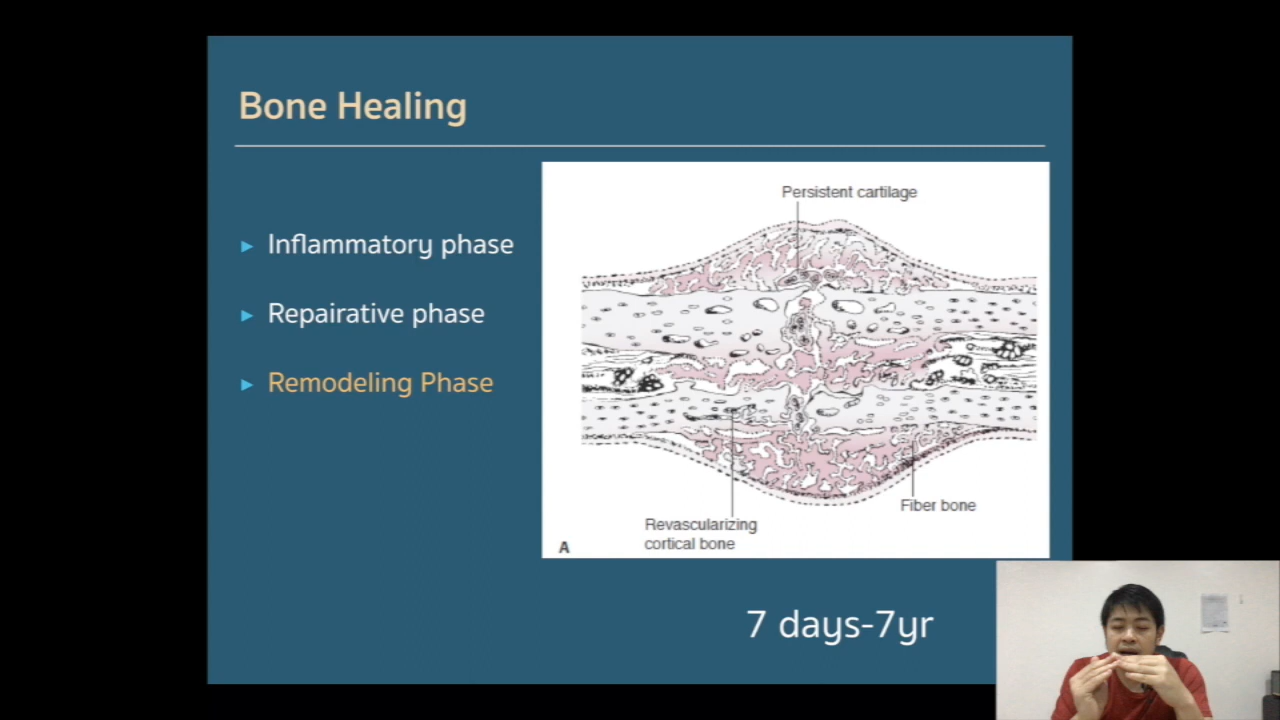 Bone Healing
Inflammatory phase
Repairative phase
Remodeling Phase
Persistent cartilage
Fiber bone
Revascularizing
cortical bone
A
7 days-7yr